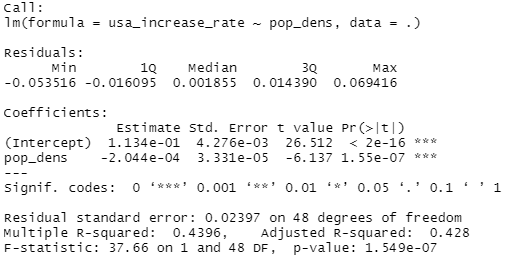 Call:
lm(formula = usa_increase_rate ~ pop_dens, data = .)
Residuals:
Min 1Q Median 3Q Max
-0.053516 -0.016095 0.001855 0.014390 0.069416
Coefficients:
Estimate Std. Error t value Pr(>|t|)
(Intercept) 1.134e-01 4.276e-03 26.512 < 2e-16 ***
pop_dens -2.044e-04 3.331e-05 -6.137 1.55e-07 ***
---
Signif. codes: 0 ‘***’ 0.001 ‘**’ 0.01 ‘*’ 0.05 ‘.’ 0.1 ‘ ’ 1
Residual standard error: 0.02397 on 48 degrees of freedom
Multiple R-squared: 0.4396, Adjusted R-squared: 0.428
F-statistic: 37.66 on 1 and 48 DF, p-value: 1.549e-07